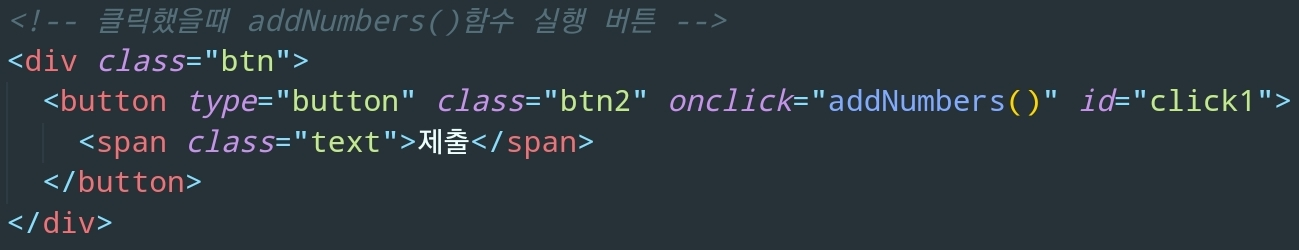 <!-- 클릭했을때 addNumbers()함수 실행 버튼 -->
<div class="btn">
<button type="button" class="btn2" onclick="addNumbers()" id="click1">
<span class="text">제출</span>
</button>
</div>